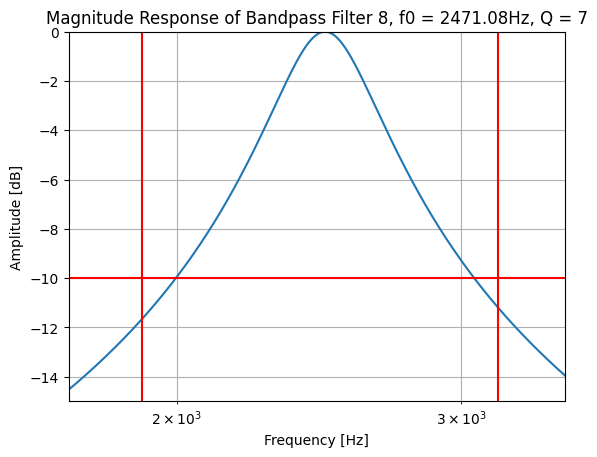 Magnitude Response of Bandpass Filter 8, f0 = 2471.08Hz, Q = 7
0
−2
−4
−6
−8
−10
−12
−14
Amplitude [dB]
2 × 10³
3 × 10³
Frequency [Hz]